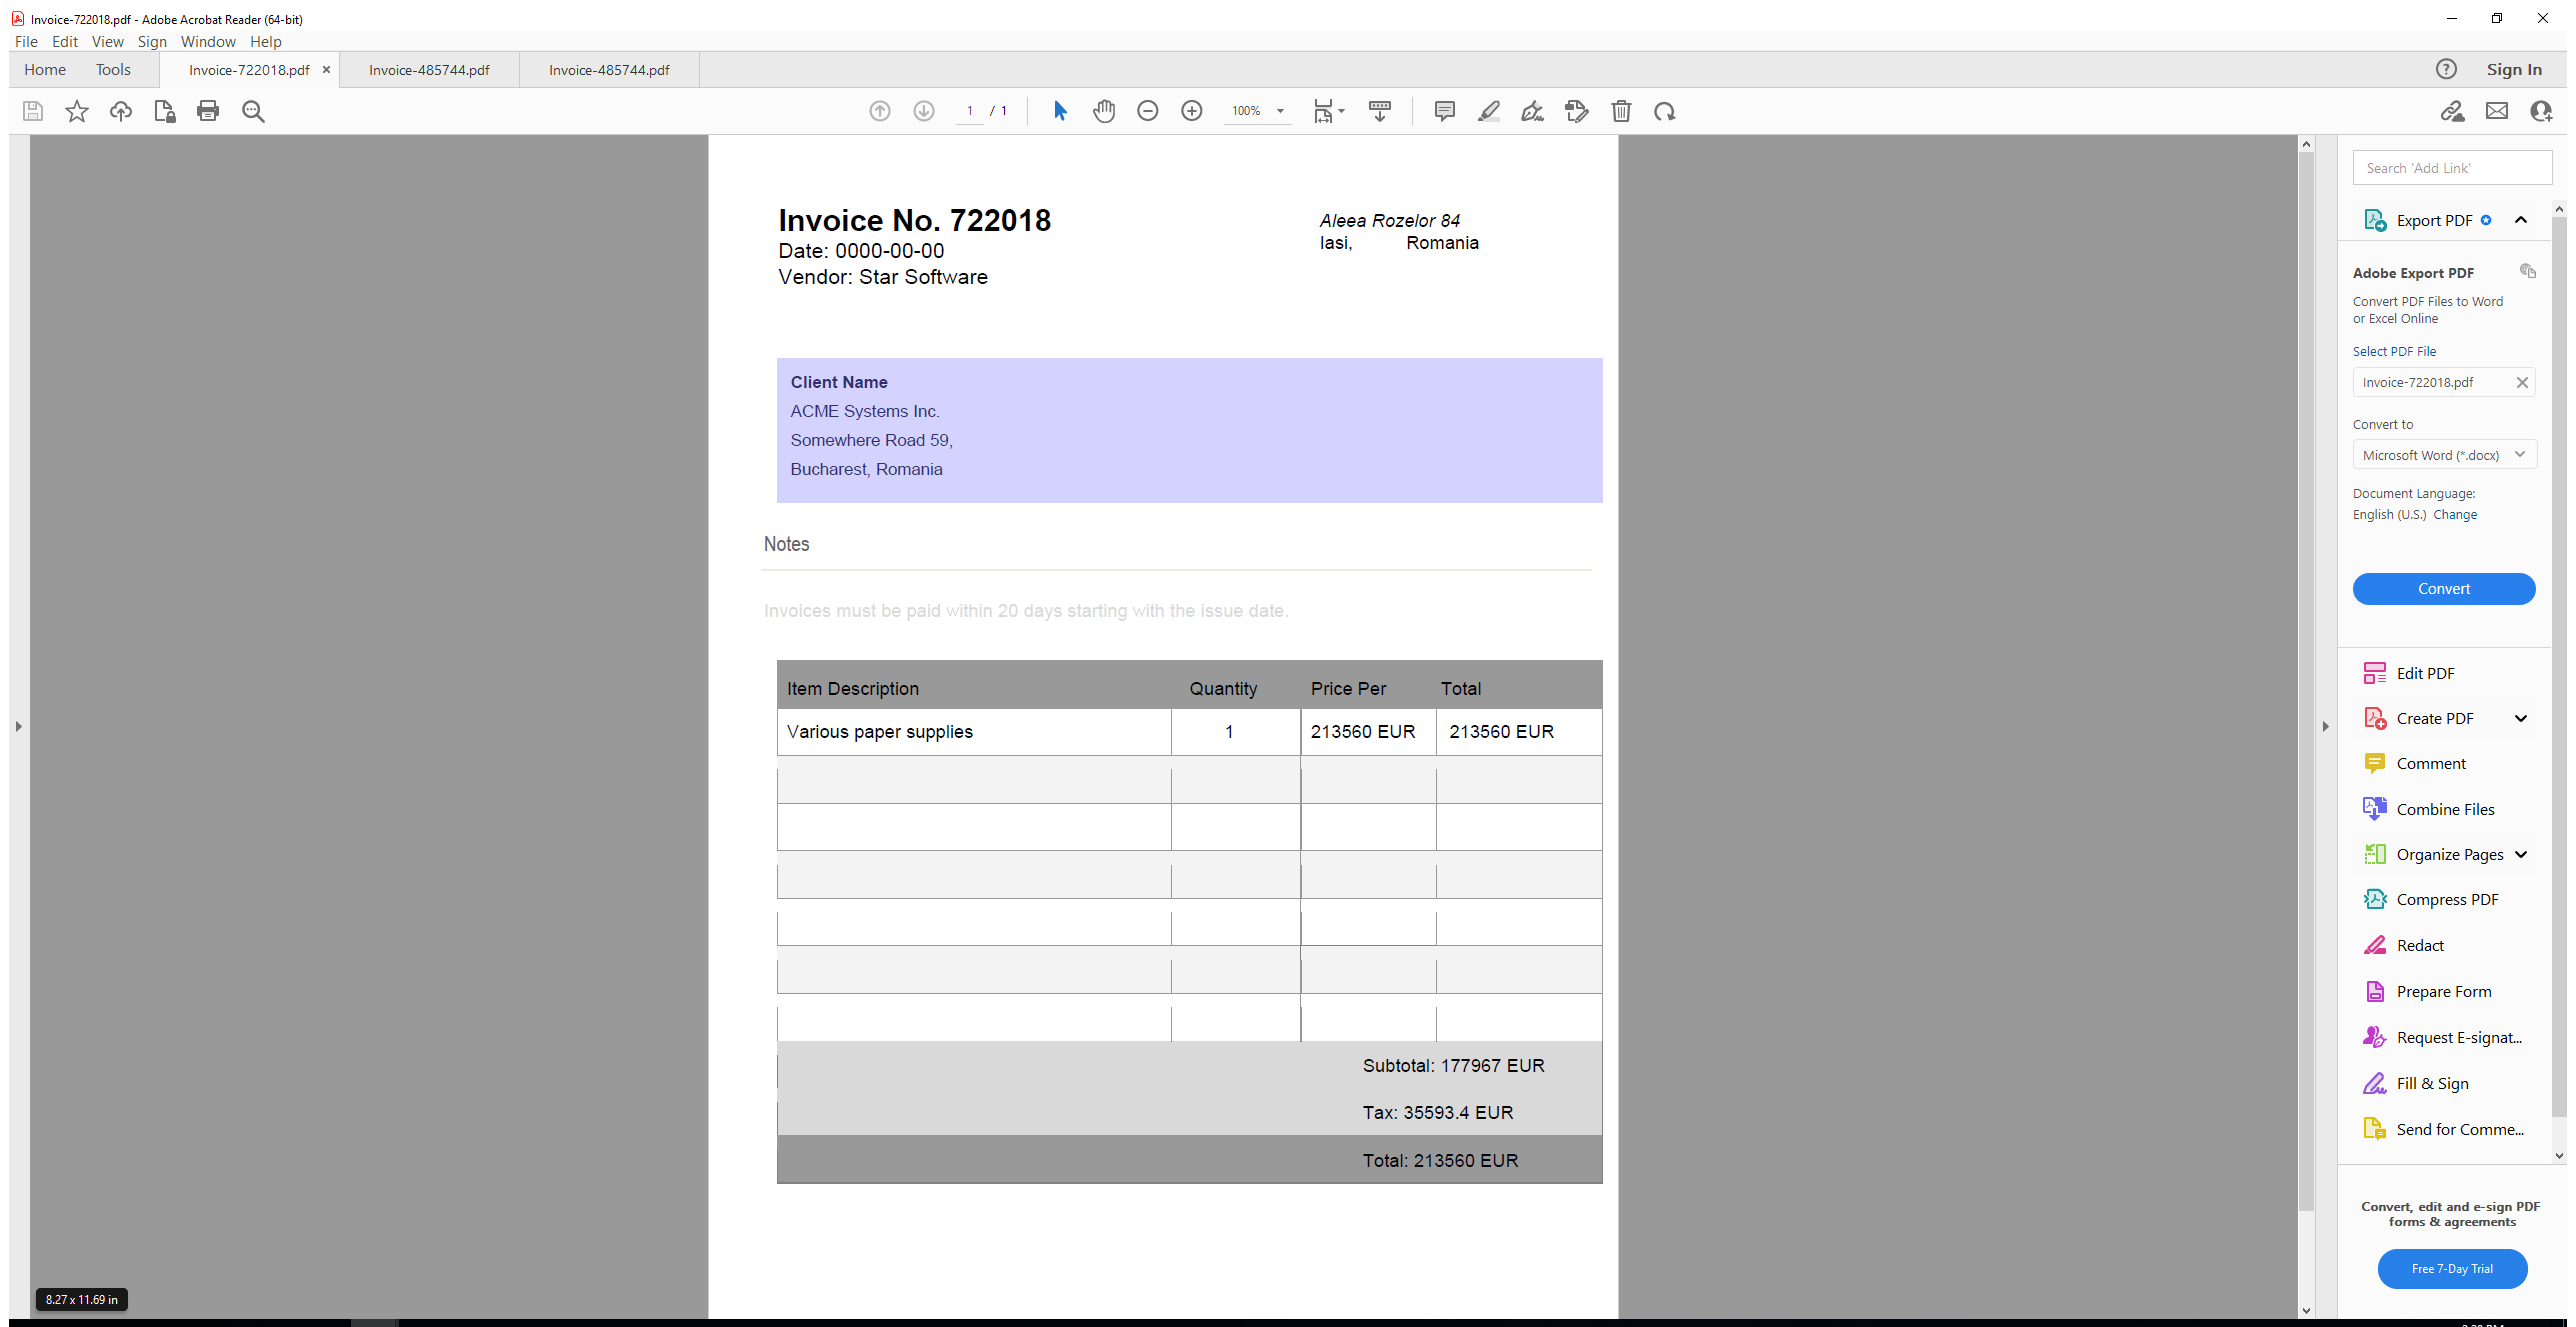 Invoice-722018.pdf - Adobe Acrobat Reader (64-bit)
File Edit View Sign Window Help
Home Tools Invoice-722018.pdf × Invoice-485744.pdf Invoice-485744.pdf Sign In
1 / 1 100%
Invoice No. 722018
Date: 0000-00-00
Vendor: Star Software
Aleea Rozelor 84
Iasi, Romania
Client Name
ACME Systems Inc.
Somewhere Road 59,
Bucharest, Romania
Notes
Invoices must be paid within 20 days starting with the issue date.
Item Description Quantity Price Per Total
Various paper supplies 1 213560 EUR 213560 EUR
Subtotal: 177967 EUR
Tax: 35593.4 EUR
Total: 213560 EUR
8.27 x 11.69 in
Search 'Add Link'
Export PDF
Adobe Export PDF
Convert PDF Files to Word
or Excel Online
Select PDF File
Invoice-722018.pdf
Convert to
Microsoft Word (*.docx)
Document Language:
English (U.S.) Change
Convert
Edit PDF
Create PDF
Comment
Combine Files
Organize Pages
Compress PDF
Redact
Prepare Form
Request E-signat...
Fill & Sign
Send for Comme...
Convert, edit and e-sign PDF
forms & agreements
Free 7-Day Trial